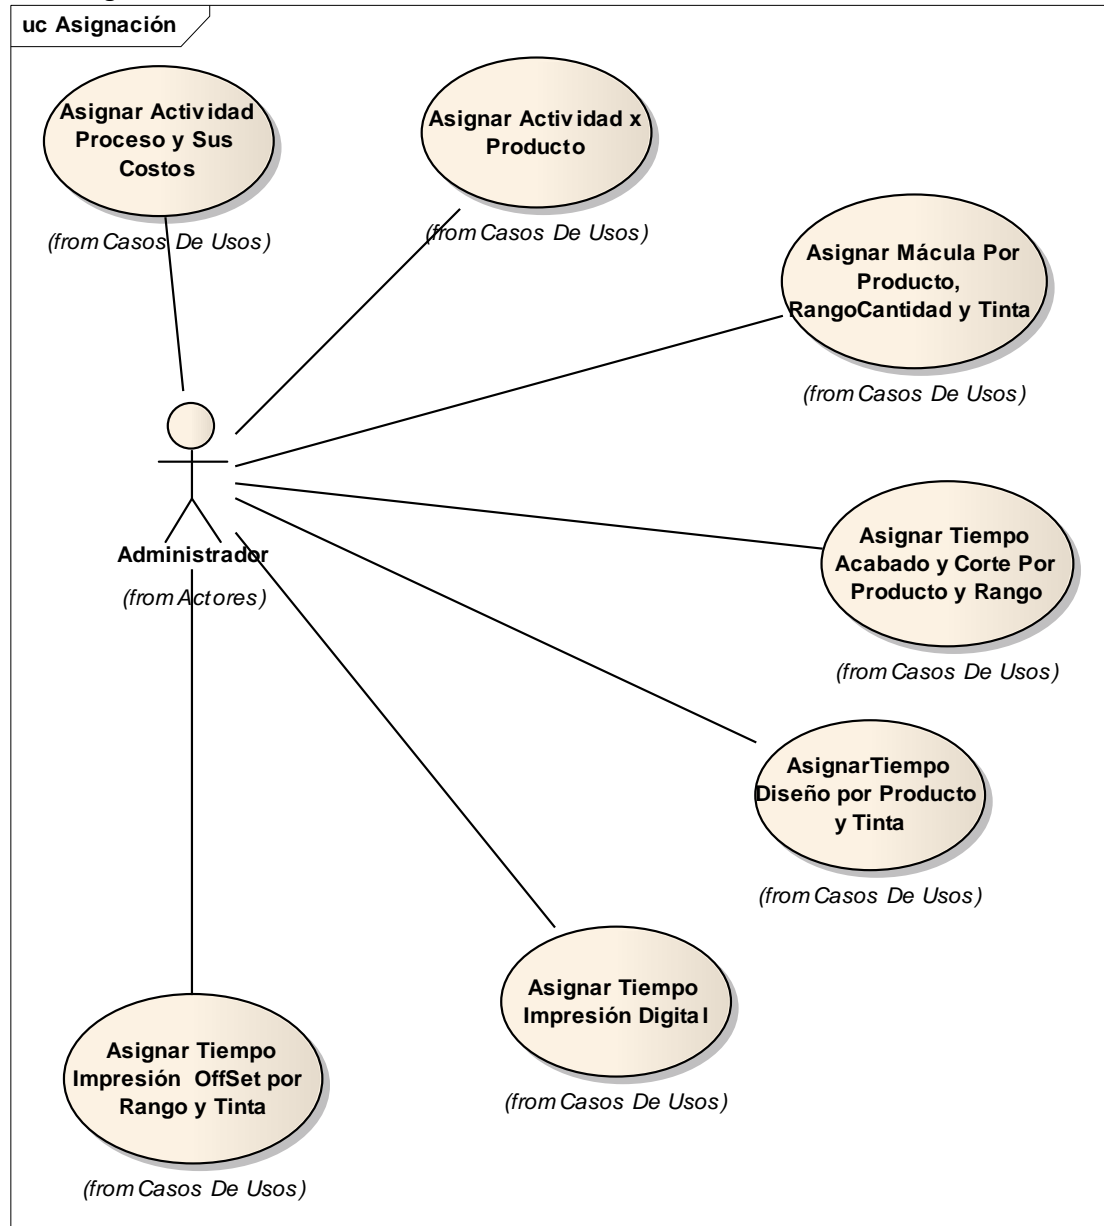 uc Asignación
Asignar Actividad
Proceso y Sus
Costos
(from Casos De Usos)
Asignar Actividad x
Producto
(from Casos De Usos)
Asignar Mácula Por
Producto,
RangoCantidad y Tinta
(from Casos De Usos)
Administrador
(from Actores)
Asignar Tiempo
Acabado y Corte Por
Producto y Rango
(from Casos De Usos)
AsignarTiempo
Diseño por Producto
y Tinta
(from Casos De Usos)
Asignar Tiempo
Impresión Digital
(from Casos De Usos)
Asignar Tiempo
Impresión OffSet por
Rango y Tinta
(from Casos De Usos)